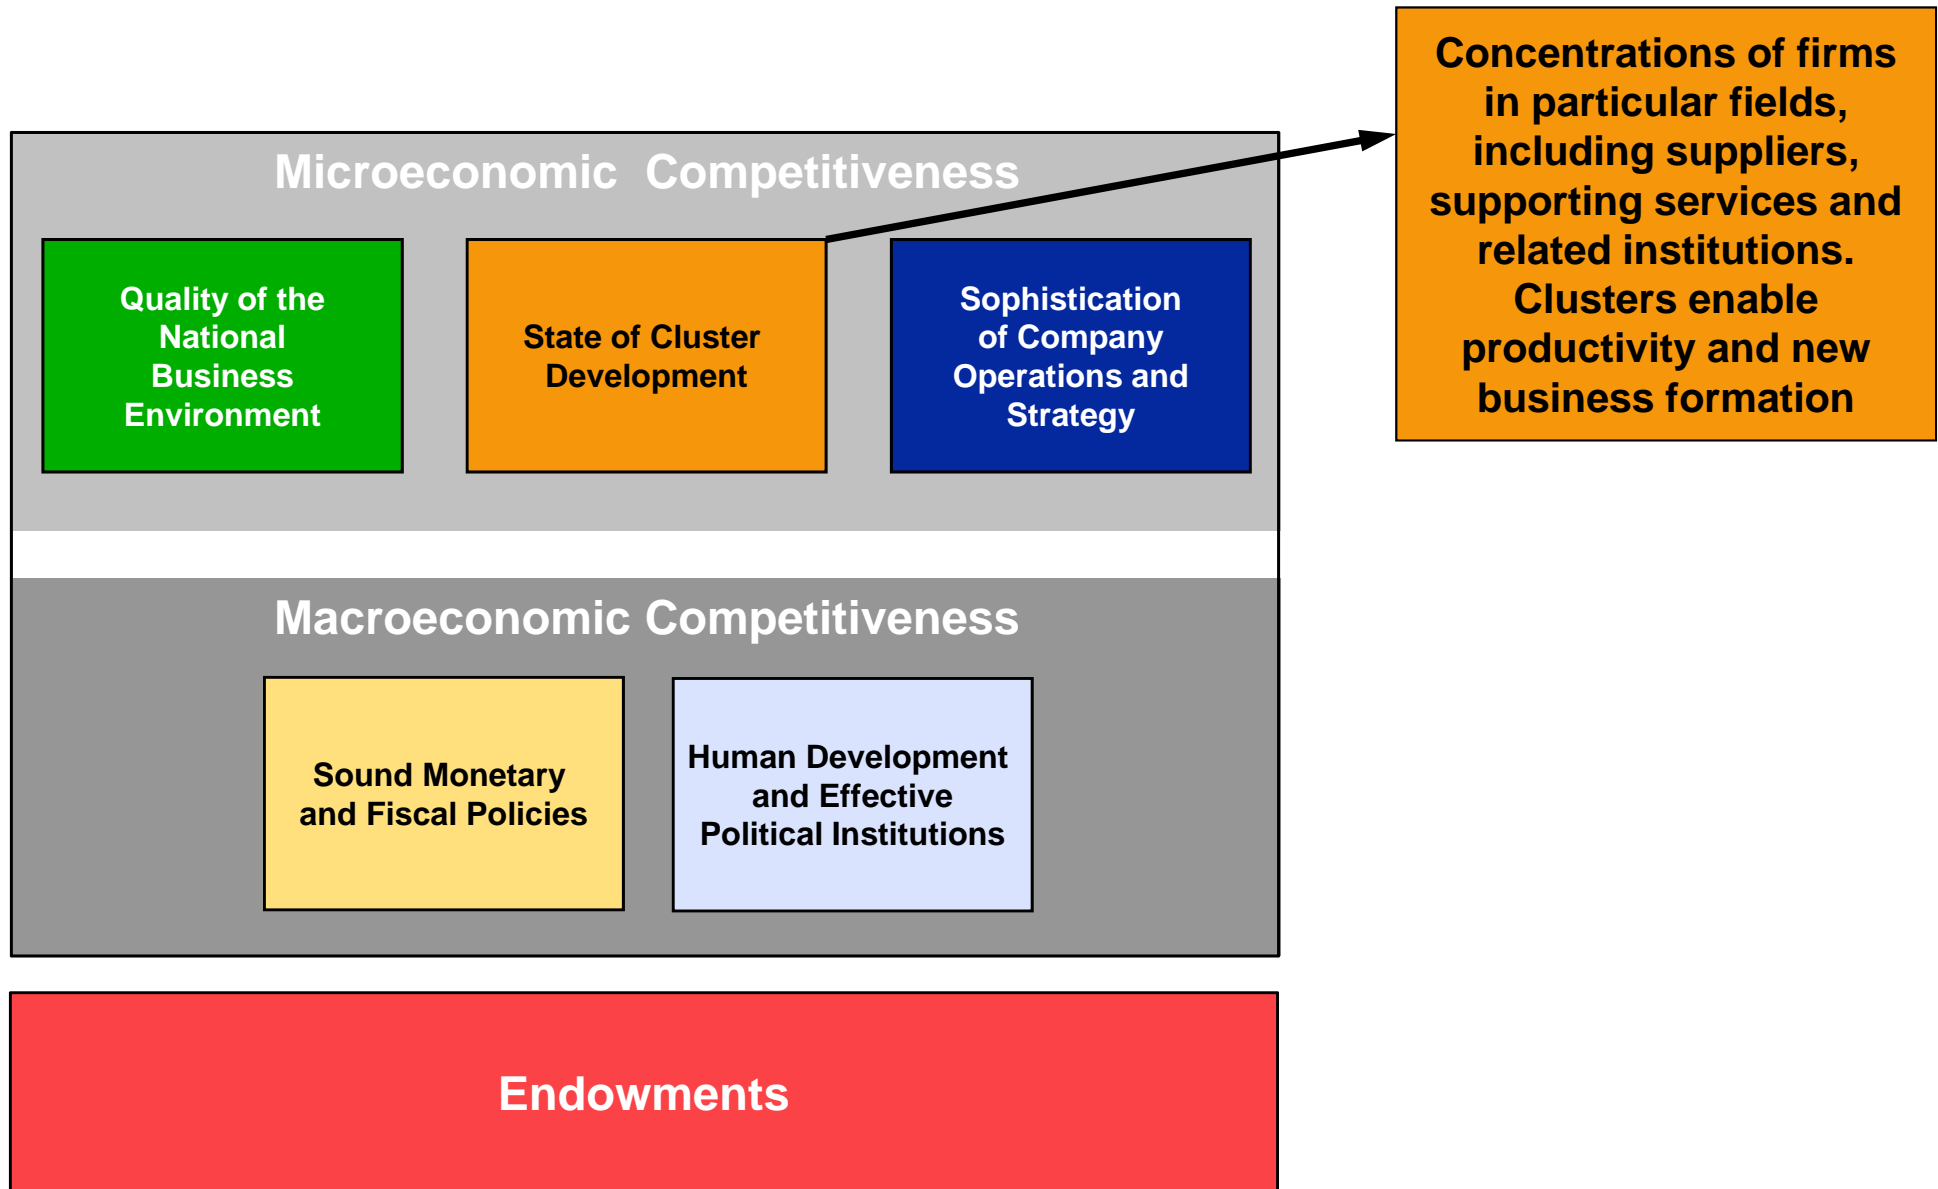 Concentrations of firms
in particular fields,
including suppliers,
supporting services and
related institutions.
Clusters enable
productivity and new
business formation
Microeconomic Competitiveness
Quality of the
National
Business
Environment
State of Cluster
Development
Sophistication
of Company
Operations and
Strategy
Macroeconomic Competitiveness
Sound Monetary
and Fiscal Policies
Human Development
and Effective
Political Institutions
Endowments